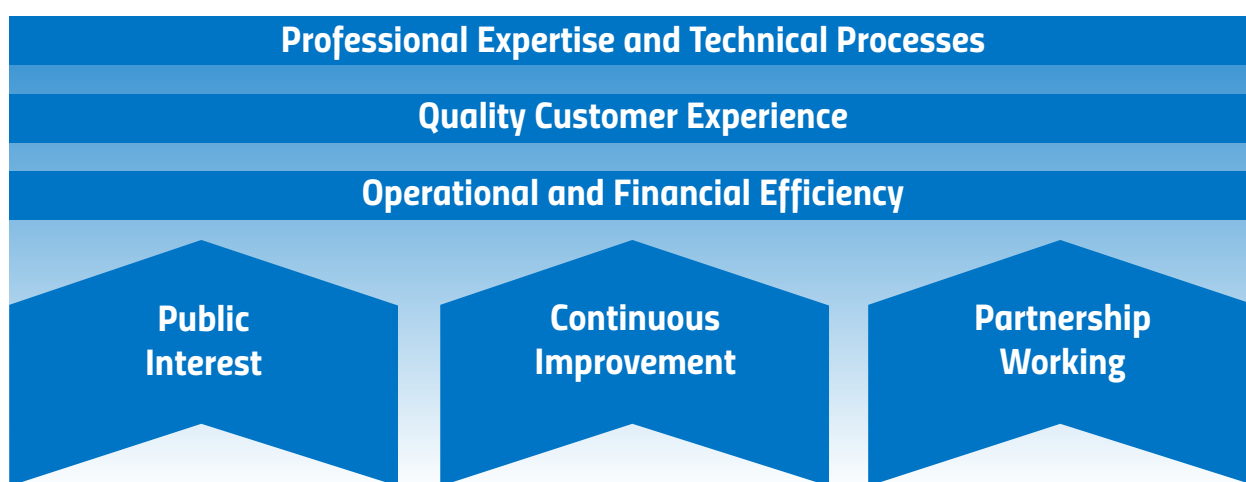 Professional Expertise and Technical Processes
Quality Customer Experience
Operational and Financial Efficiency
Public
Interest
Continuous
Improvement
Partnership
Working